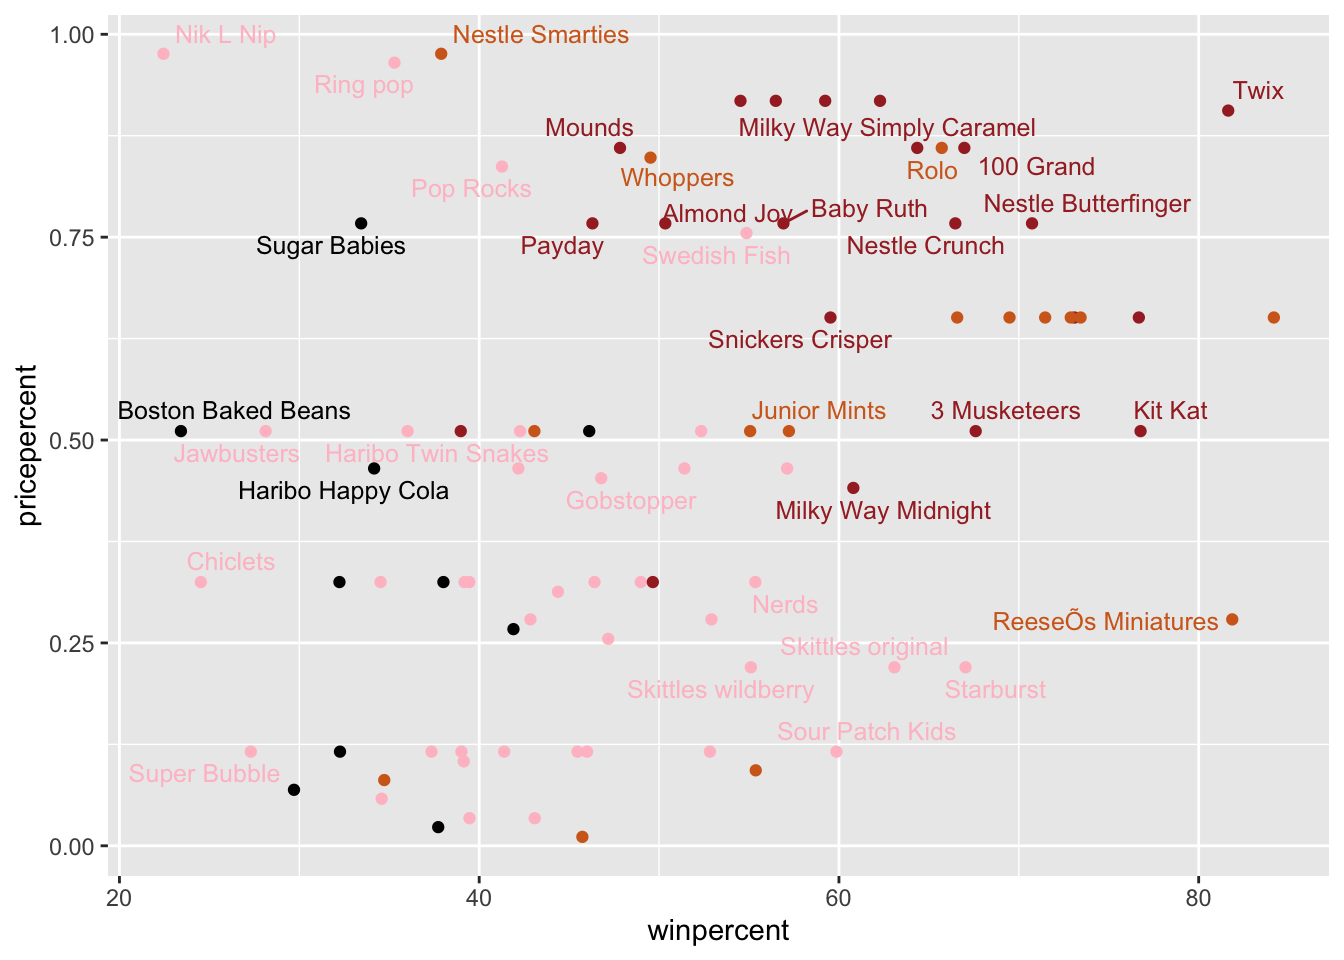 1.00
Nik L Nip
Nestle Smarties
Ring pop
Twix
Mounds
Milky Way Simply Caramel
Whoppers
Rolo
100 Grand
Pop Rocks
Almond Joy
Baby Ruth
Nestle Butterfinger
0.75
Sugar Babies
Payday
Swedish Fish
Nestle Crunch
Snickers Crisper
pricepercent
Boston Baked Beans
Junior Mints
3 Musketeers
Kit Kat
0.50
Jawbusters
Haribo Twin Snakes
Haribo Happy Cola
Gobstopper
Milky Way Midnight
Chiclets
Nerds
ReeseÕs Miniatures
0.25
Skittles original
Skittles wildberry
Starburst
Sour Patch Kids
Super Bubble
0.00
20
40
60
80
winpercent